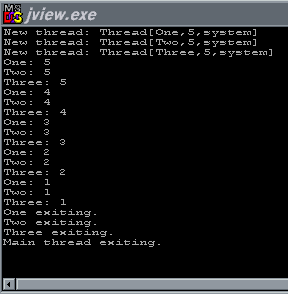 jview.exe
New thread: Thread[One,5,system]
New thread: Thread[Two,5,system]
New thread: Thread[Three,5,system]
One: 5
Two: 5
Three: 5
One: 4
Two: 4
Three: 4
One: 3
Two: 3
Three: 3
One: 2
Two: 2
Three: 2
One: 1
Two: 1
Three: 1
One exiting.
Two exiting.
Three exiting.
Main thread exiting.